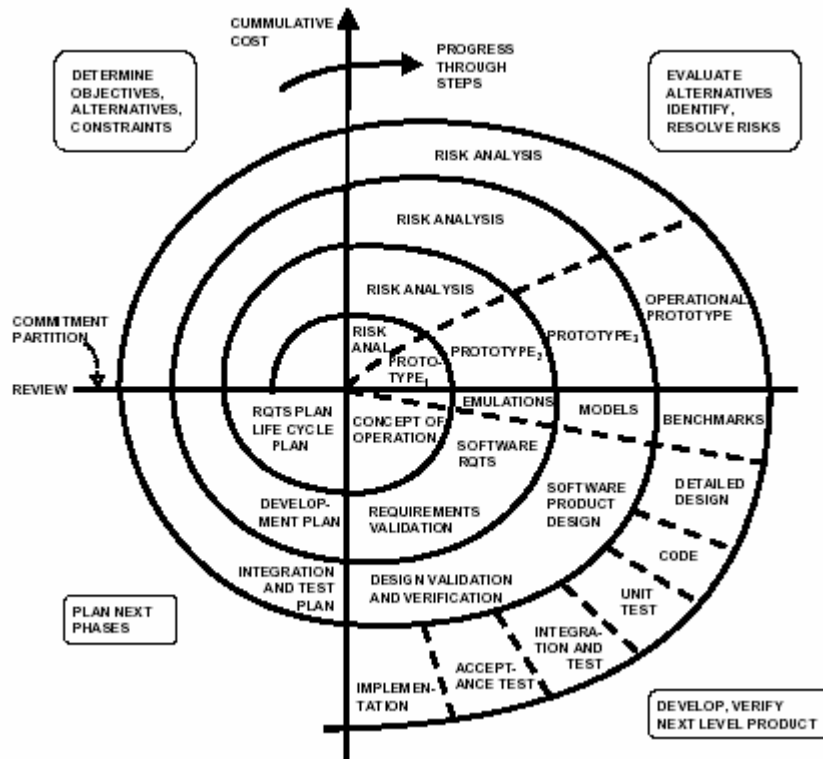 CUMMULATIVE
COST
PROGRESS
THROUGH
STEPS
DETERMINE
OBJECTIVES,
ALTERNATIVES,
CONSTRAINTS
EVALUATE
ALTERNATIVES
IDENTIFY,
RESOLVE RISKS
RISK ANALYSIS
RISK ANALYSIS
RISK ANALYSIS
RISK
ANAL.
PROTO-
TYPE1
PROTOTYPE2
PROTOTYPE3
OPERATIONAL
PROTOTYPE
COMMITMENT
PARTITION
REVIEW
RQTS PLAN
LIFE CYCLE
PLAN
CONCEPT OF
OPERATION
EMULATIONS
MODELS
BENCHMARKS
SOFTWARE
RQTS
SOFTWARE
PRODUCT
DESIGN
DETAILED
DESIGN
DEVELOP-
MENT PLAN
REQUIREMENTS
VALIDATION
CODE
UNIT
TEST
INTEGRATION
AND TEST
PLAN
DESIGN VALIDATION
AND VERIFICATION
INTEGRA-
TION AND
TEST
ACCEPT-
ANCE TEST
IMPLEMEN-
TATION
PLAN NEXT
PHASES
DEVELOP, VERIFY
NEXT LEVEL PRODUCT